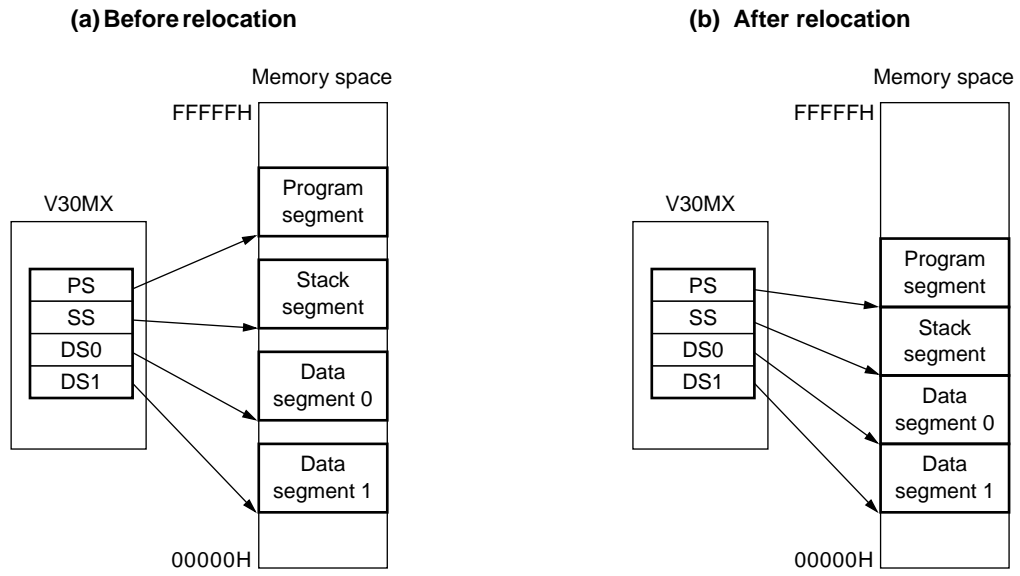 (a) Before relocation
Memory space
FFFFFH
Program
segment
V30MX
PS
SS
DS0
DS1
Stack
segment
Data
segment 0
Data
segment 1
00000H
(b) After relocation
Memory space
FFFFFH
V30MX
PS
SS
DS0
DS1
Program
segment
Stack
segment
Data
segment 0
Data
segment 1
00000H